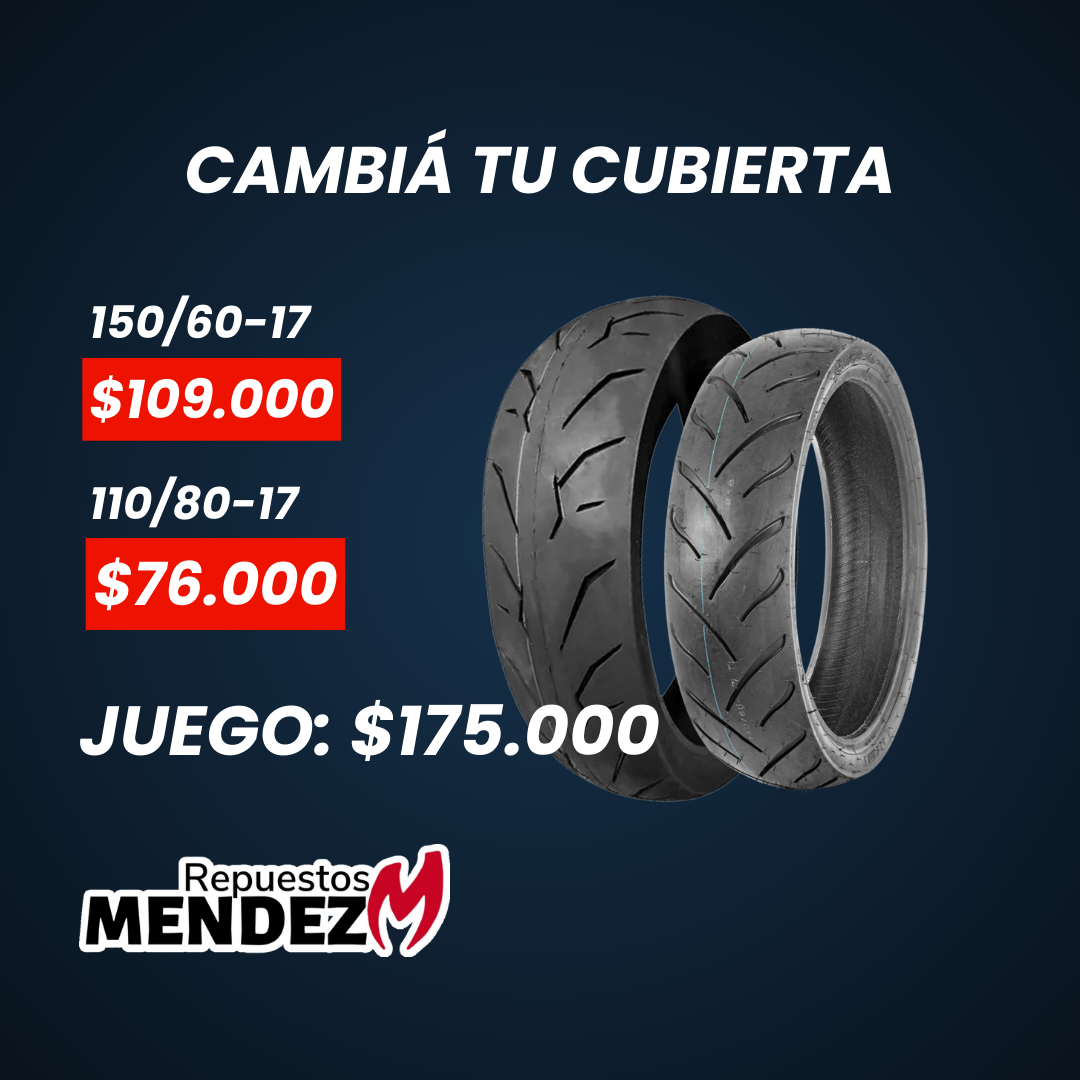 CAMBIÁ TU CUBIERTA
150/60-17
$109.000
110/80-17
$76.000
JUEGO: $175.000
Repuestos
MENDEZ